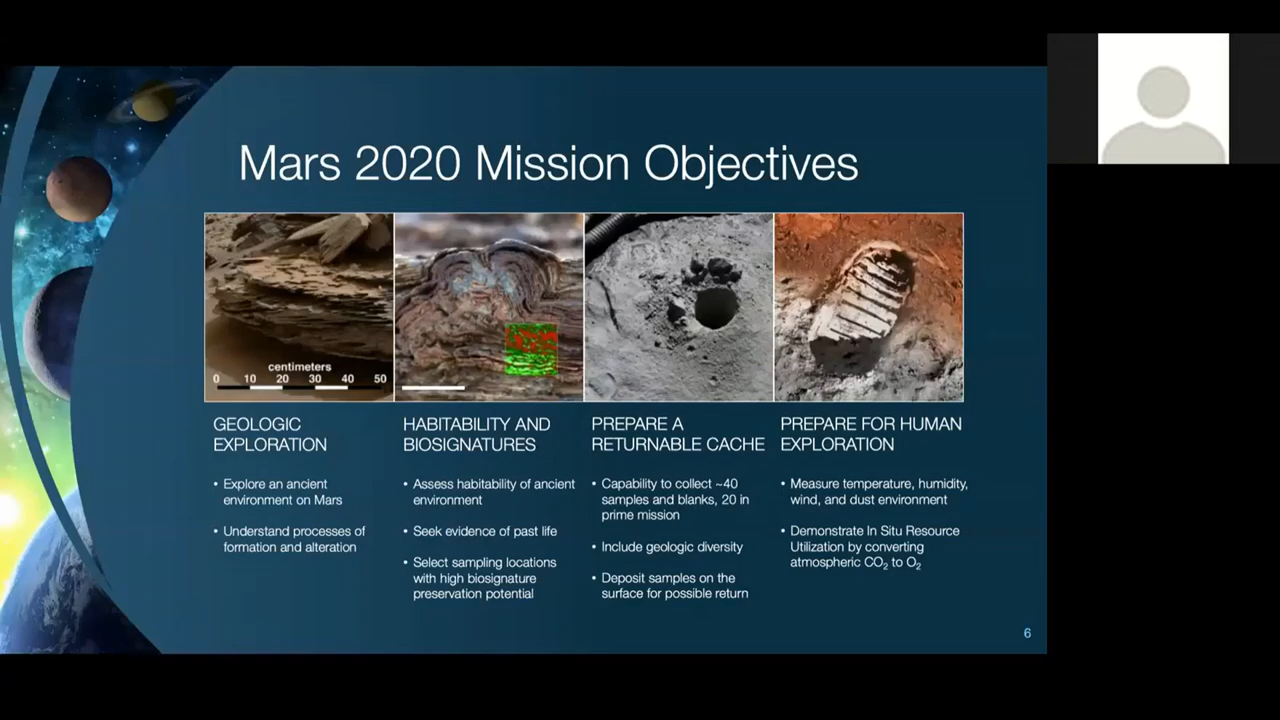 Mars 2020 Mission Objectives
centimeters
0 10 20 30 40 50
GEOLOGIC
EXPLORATION
• Explore an ancient
environment on Mars
• Understand processes of
formation and alteration
HABITABILITY AND
BIOSIGNATURES
• Assess habitability of ancient
environment
• Seek evidence of past life
• Select sampling locations
with high biosignature
preservation potential
PREPARE A
RETURNABLE CACHE
• Capability to collect ~40
samples and blanks, 20 in
prime mission
• Include geologic diversity
• Deposit samples on the
surface for possible return
PREPARE FOR HUMAN
EXPLORATION
• Measure temperature, humidity,
wind, and dust environment
• Demonstrate In Situ Resource
Utilization by converting
atmospheric CO₂ to O₂
6